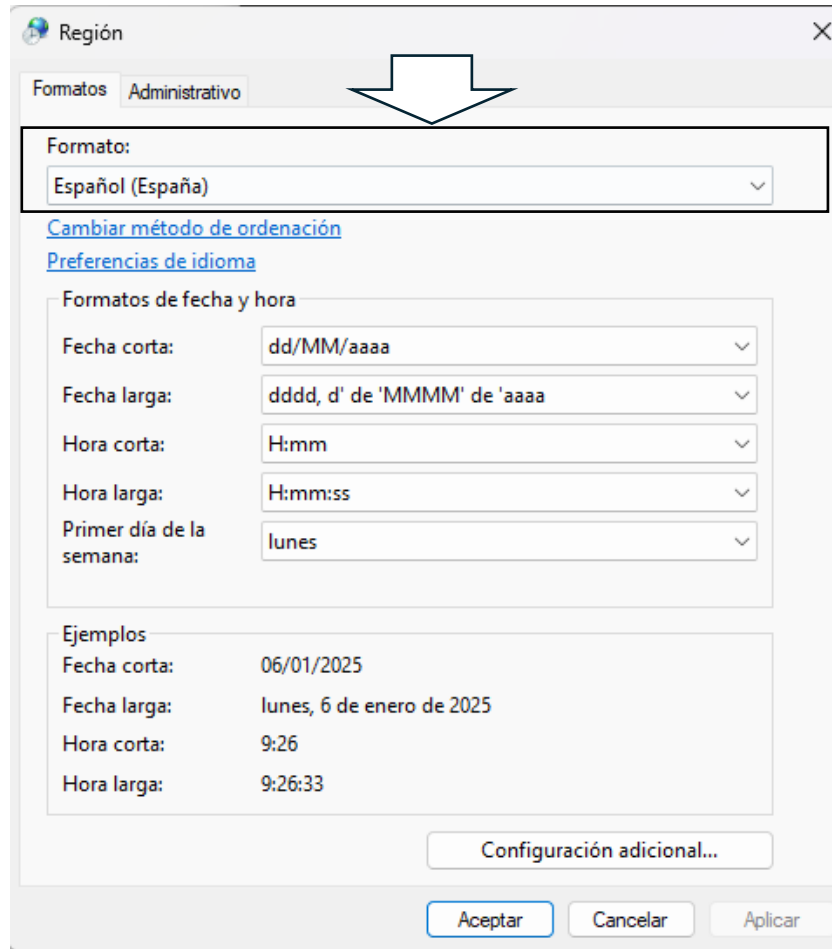 Región
Formatos Administrativo
Formato:
Español (España)
Cambiar método de ordenación
Preferencias de idioma
Formatos de fecha y hora
Fecha corta: dd/MM/aaaa
Fecha larga: dddd, d' de 'MMMM' de 'aaaa
Hora corta: H:mm
Hora larga: H:mm:ss
Primer día de la
semana: lunes
Ejemplos
Fecha corta: 06/01/2025
Fecha larga: lunes, 6 de enero de 2025
Hora corta: 9:26
Hora larga: 9:26:33
Configuración adicional...
Aceptar Cancelar Aplicar